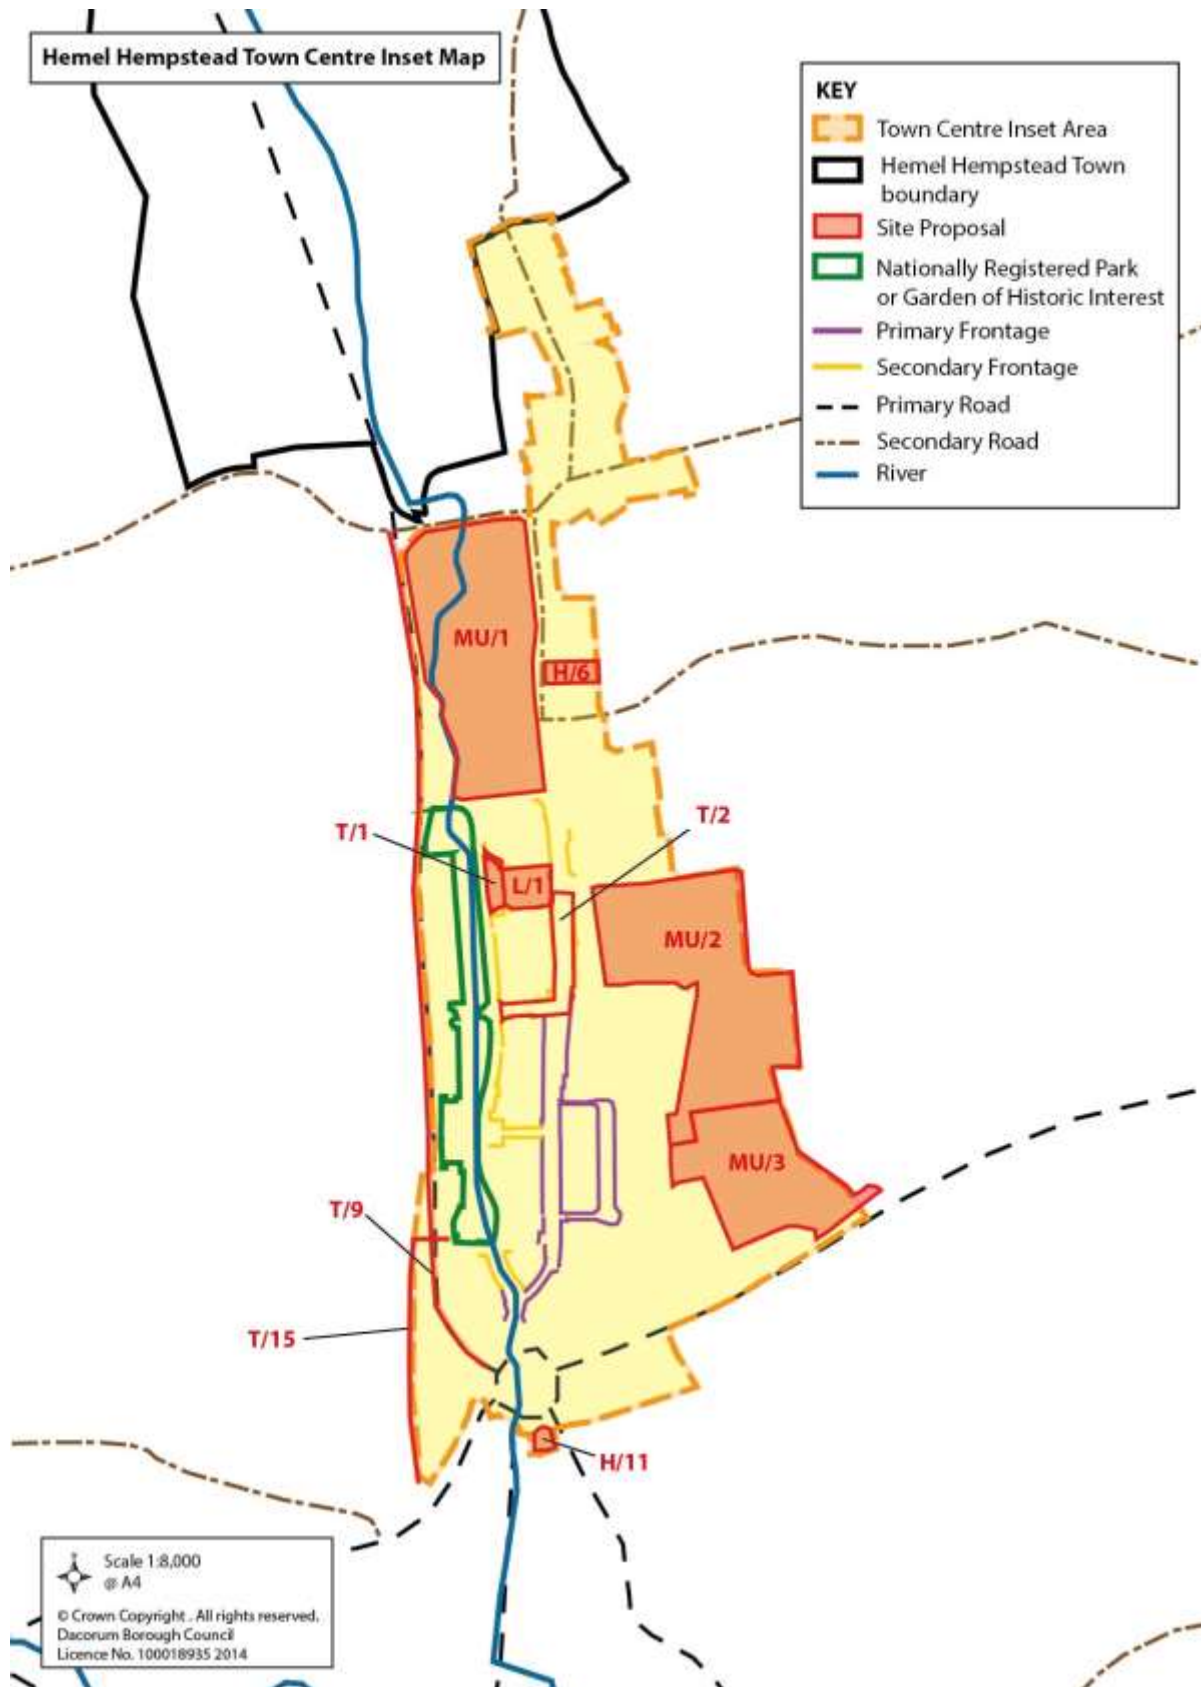 Hemel Hempstead Town Centre Inset Map
KEY
Town Centre Inset Area
Hemel Hempstead Town
boundary
Site Proposal
Nationally Registered Park
or Garden of Historic Interest
Primary Frontage
Secondary Frontage
Primary Road
Secondary Road
River
MU/1
H/6
T/1
T/2
L/1
MU/2
MU/3
T/9
T/15
H/11
Scale 1:8,000
@ A4
© Crown Copyright . All rights reserved.
Dacorum Borough Council
Licence No. 100018935 2014